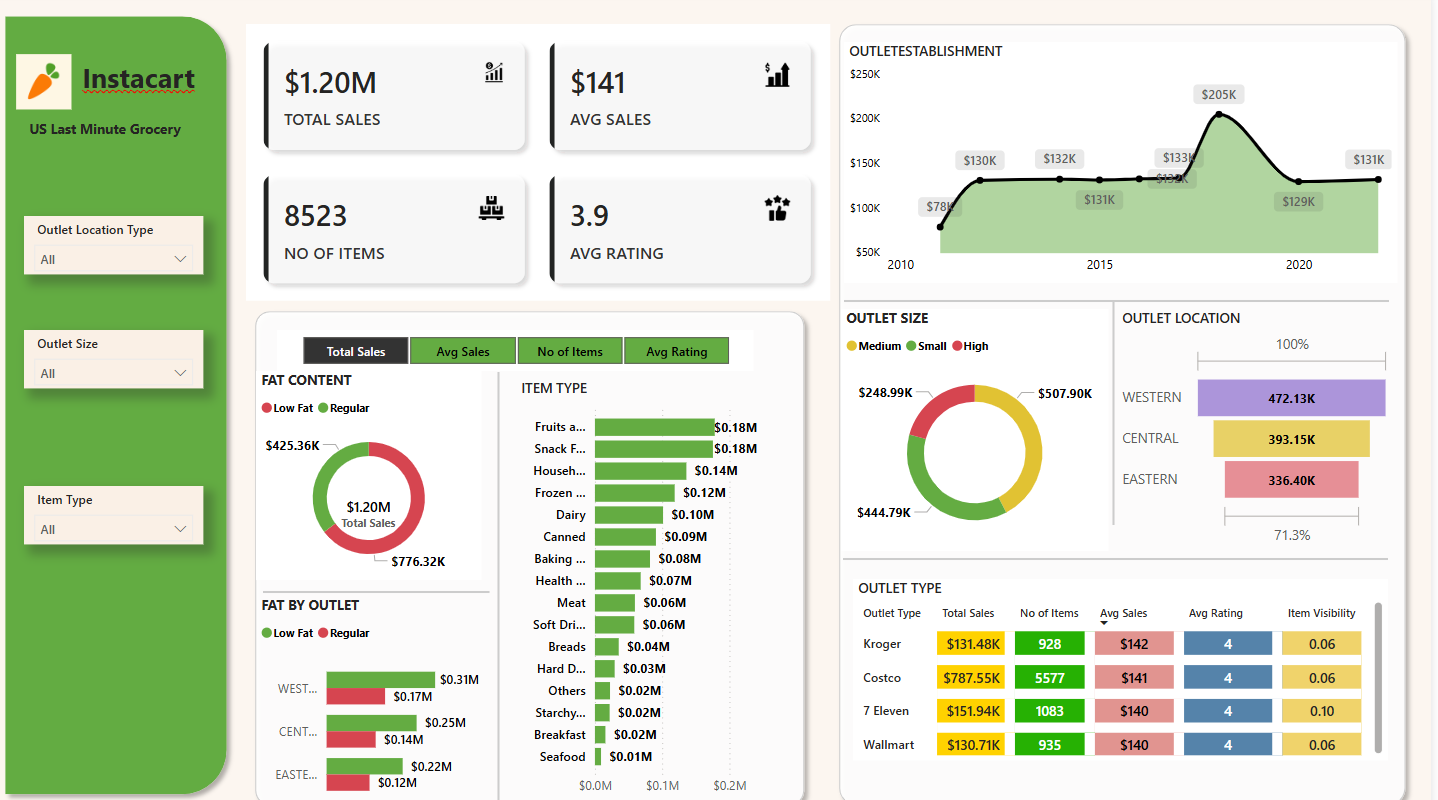 Instacart
US Last Minute Grocery
Outlet Location Type
All
Outlet Size
All
Item Type
All
$1.20M
TOTAL SALES
$141
AVG SALES
8523
NO OF ITEMS
3.9
AVG RATING
Total Sales
Avg Sales
No of Items
Avg Rating
FAT CONTENT
Low Fat Regular
$425.36K
$1.20M
Total Sales
$776.32K
FAT BY OUTLET
Low Fat Regular
WEST... $0.31M
$0.17M
CENT... $0.25M
$0.14M
EASTE... $0.22M
$0.12M
ITEM TYPE
Fruits a... $0.18M
Snack F... $0.18M
Househ... $0.14M
Frozen ... $0.12M
Dairy $0.10M
Canned $0.09M
Baking ... $0.08M
Health ... $0.07M
Meat $0.06M
Soft Dri... $0.06M
Breads $0.04M
Hard D... $0.03M
Others $0.02M
Starchy... $0.02M
Breakfast $0.02M
Seafood $0.01M
$0.0M $0.1M $0.2M
OUTLETESTABLISHMENT
$250K
$200K
$150K
$100K
$50K
$78K
$130K
$132K
$131K
$133K
$132K
$205K
$129K
$131K
2010 2015 2020
OUTLET SIZE
Medium Small High
$248.99K
$507.90K
$444.79K
OUTLET LOCATION
100%
WESTERN 472.13K
CENTRAL 393.15K
EASTERN 336.40K
71.3%
OUTLET TYPE
Outlet Type Total Sales No of Items Avg Sales Avg Rating Item Visibility
Kroger $131.48K 928 $142 4 0.06
Costco $787.55K 5577 $141 4 0.06
7 Eleven $151.94K 1083 $140 4 0.10
Wallmart $130.71K 935 $140 4 0.06